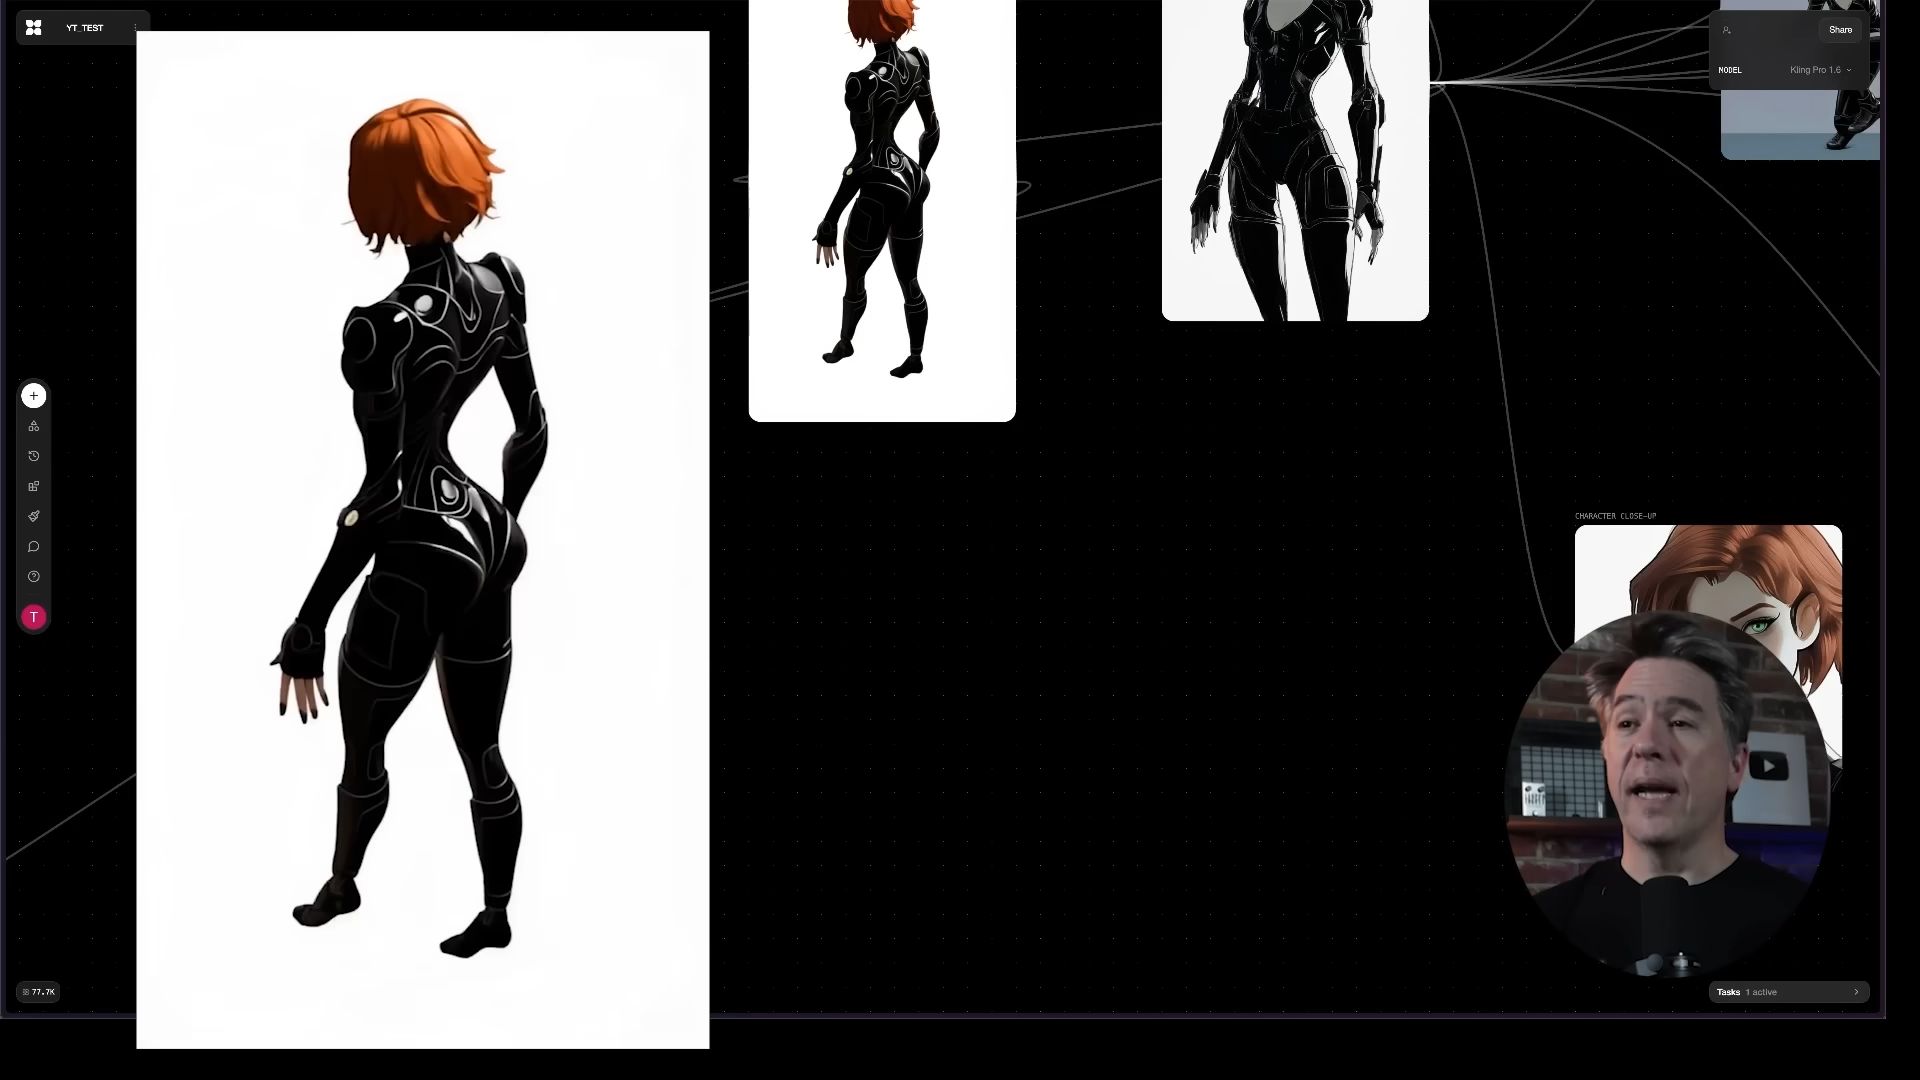 YT_TEST
Share
MODEL
Kling Pro 1.6
CHARACTER CLOSE-UP
T
77.7K
Tasks 1 active